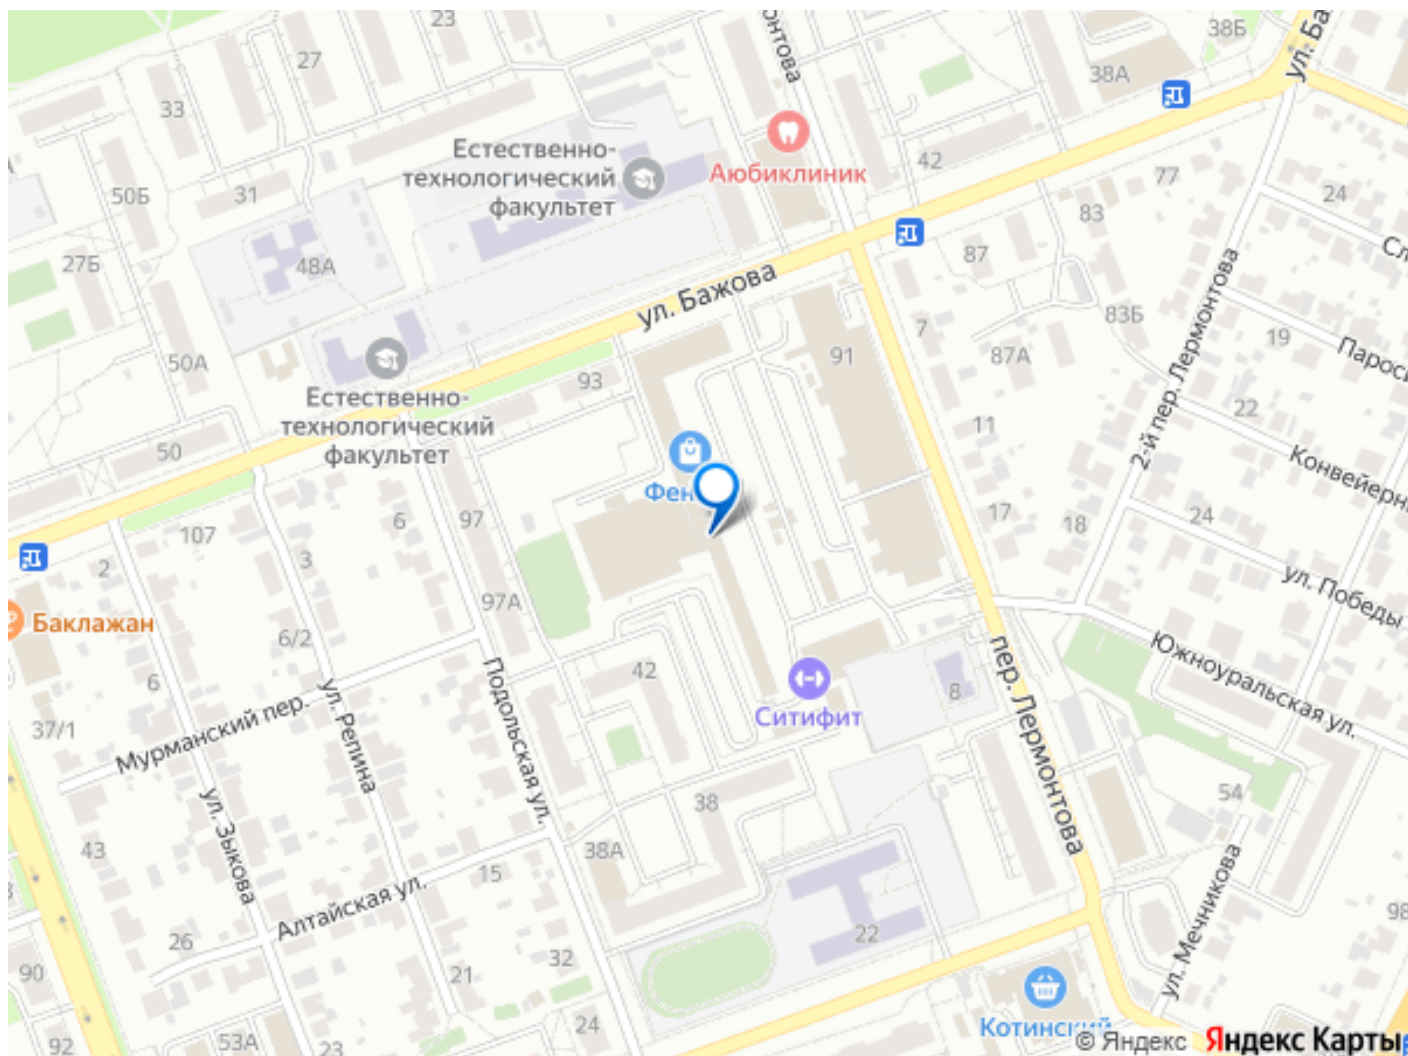 23
38Б
ул. Ба
27
38А
33
Аюбиклиник
42
Естественно-
технологический
факультет
50Б
31
77
24
83
87
27Б
48А
ул. Бажова
83Б
7
19
50А
91
87А
2-й пер. Лермонтова
93
Естественно-
технологический
факультет
22
11
50
Фен
Конвейерн
107
6
97
17
18
24
3
2
ул. Победы
Баклажан
97А
6/2
Южноуральская ул.
6
42
пер. Лермонтова
8
Ситифит
37/1
Мурманский пер.
ул. Репина
Подольская ул.
ул. Зыкова
38
54
43
38А
15
ул. Мечникова
Алтайская ул.
98
26
22
90
21
32
24
Котинский
53А
92
23
© Яндекс Яндекс Карты